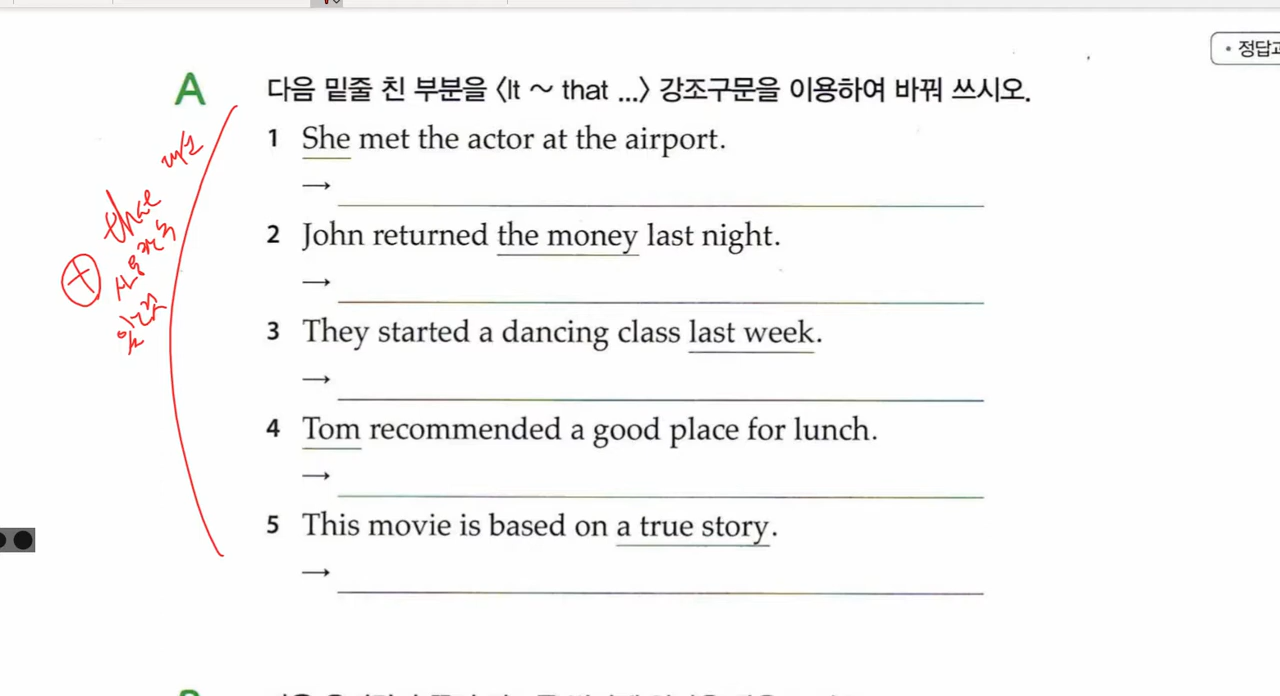 • 정답과
A 다음 밑줄 친 부분을 〈It ~ that ...〉 강조구문을 이용하여 바꿔 쓰시오.
1 She met the actor at the airport.
→
2 John returned the money last night.
→
3 They started a dancing class last week.
→
4 Tom recommended a good place for lunch.
→
5 This movie is based on a true story.
→
that